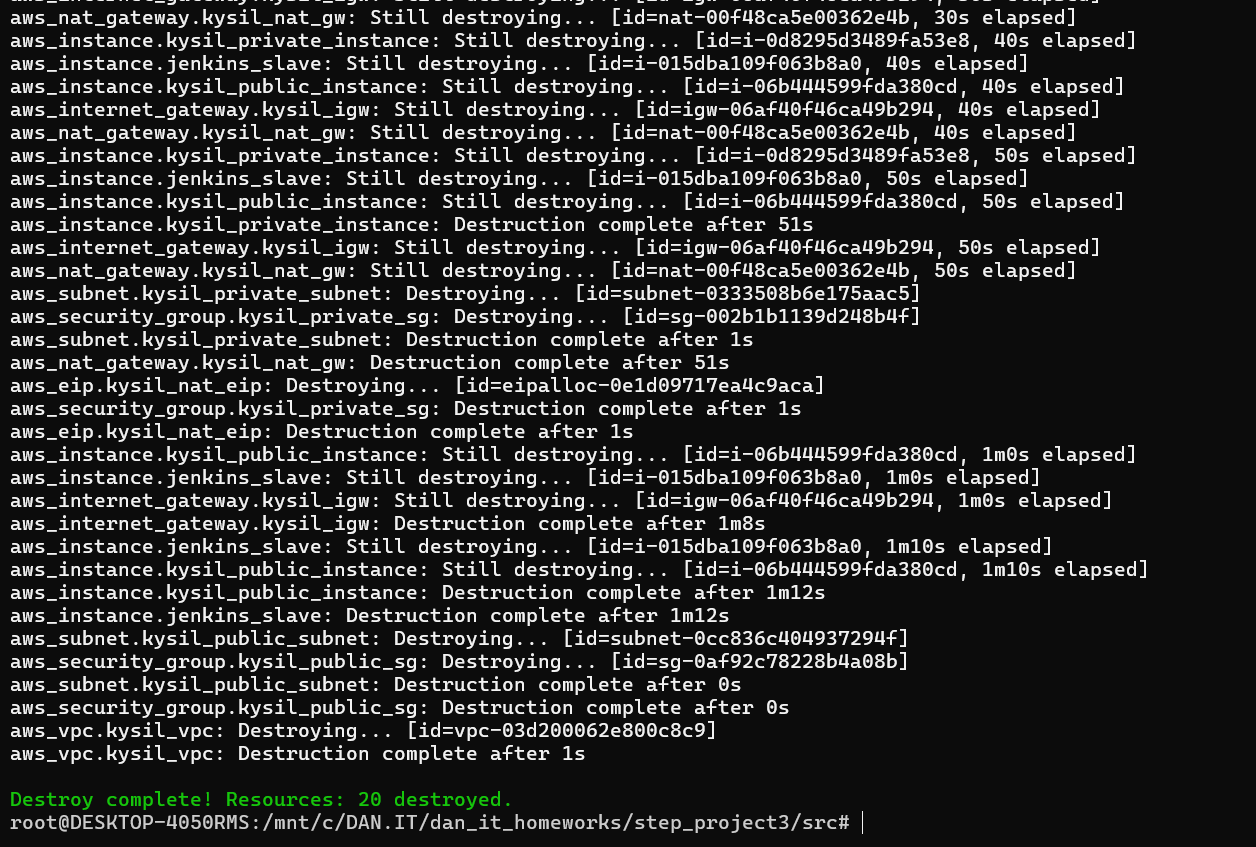 aws_nat_gateway.kysil_nat_gw: Still destroying... [id=nat-00f48ca5e00362e4b, 30s elapsed]
aws_instance.kysil_private_instance: Still destroying... [id=i-0d8295d3489fa53e8, 40s elapsed]
aws_instance.jenkins_slave: Still destroying... [id=i-015dba109f063b8a0, 40s elapsed]
aws_instance.kysil_public_instance: Still destroying... [id=i-06b444599fda380cd, 40s elapsed]
aws_internet_gateway.kysil_igw: Still destroying... [id=igw-06af40f46ca49b294, 40s elapsed]
aws_nat_gateway.kysil_nat_gw: Still destroying... [id=nat-00f48ca5e00362e4b, 40s elapsed]
aws_instance.kysil_private_instance: Still destroying... [id=i-0d8295d3489fa53e8, 50s elapsed]
aws_instance.jenkins_slave: Still destroying... [id=i-015dba109f063b8a0, 50s elapsed]
aws_instance.kysil_public_instance: Still destroying... [id=i-06b444599fda380cd, 50s elapsed]
aws_instance.kysil_private_instance: Destruction complete after 51s
aws_internet_gateway.kysil_igw: Still destroying... [id=igw-06af40f46ca49b294, 50s elapsed]
aws_nat_gateway.kysil_nat_gw: Still destroying... [id=nat-00f48ca5e00362e4b, 50s elapsed]
aws_subnet.kysil_private_subnet: Destroying... [id=subnet-0333508b6e175aac5]
aws_security_group.kysil_private_sg: Destroying... [id=sg-002b1b1139d248b4f]
aws_subnet.kysil_private_subnet: Destruction complete after 1s
aws_nat_gateway.kysil_nat_gw: Destruction complete after 51s
aws_eip.kysil_nat_eip: Destroying... [id=eipalloc-0e1d09717ea4c9aca]
aws_security_group.kysil_private_sg: Destruction complete after 1s
aws_eip.kysil_nat_eip: Destruction complete after 1s
aws_instance.kysil_public_instance: Still destroying... [id=i-06b444599fda380cd, 1m0s elapsed]
aws_instance.jenkins_slave: Still destroying... [id=i-015dba109f063b8a0, 1m0s elapsed]
aws_internet_gateway.kysil_igw: Still destroying... [id=igw-06af40f46ca49b294, 1m0s elapsed]
aws_internet_gateway.kysil_igw: Destruction complete after 1m8s
aws_instance.jenkins_slave: Still destroying... [id=i-015dba109f063b8a0, 1m10s elapsed]
aws_instance.kysil_public_instance: Still destroying... [id=i-06b444599fda380cd, 1m10s elapsed]
aws_instance.kysil_public_instance: Destruction complete after 1m12s
aws_instance.jenkins_slave: Destruction complete after 1m12s
aws_subnet.kysil_public_subnet: Destroying... [id=subnet-0cc836c404937294f]
aws_security_group.kysil_public_sg: Destroying... [id=sg-0af92c78228b4a08b]
aws_subnet.kysil_public_subnet: Destruction complete after 0s
aws_security_group.kysil_public_sg: Destruction complete after 0s
aws_vpc.kysil_vpc: Destroying... [id=vpc-03d200062e800c8c9]
aws_vpc.kysil_vpc: Destruction complete after 1s
Destroy complete! Resources: 20 destroyed.
root@DESKTOP-4050RMS:/mnt/c/DAN.IT/dan_it_homeworks/step_project3/src#